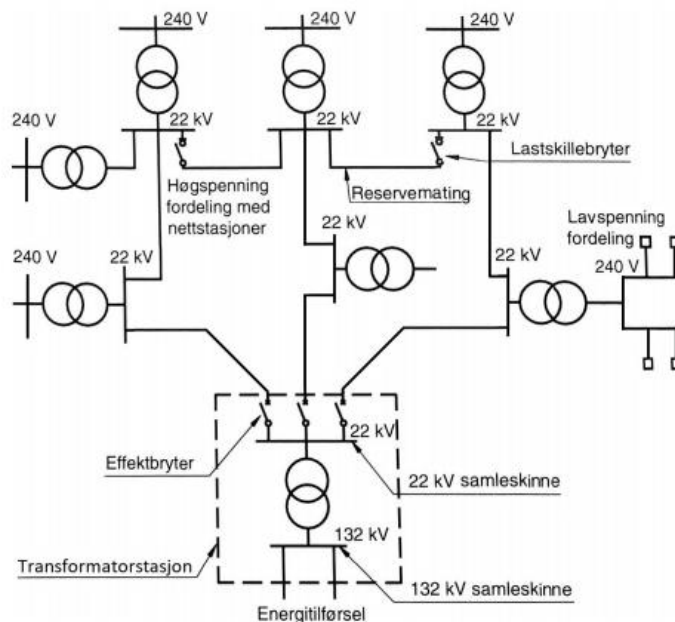 240 V
240 V
240 V
22 kV
22 kV
22 kV
240 V
Lastskillebryter
Reservemating
Høgspenning
fordeling med
nettstasjoner
Lavspenning
fordeling
240 V
22 kV
22 kV
22 kV
240 V
22 kV
Effektbryter
22 kV samleskinne
132 kV
Transformatorstasjon
132 kV samleskinne
Energitilførsel